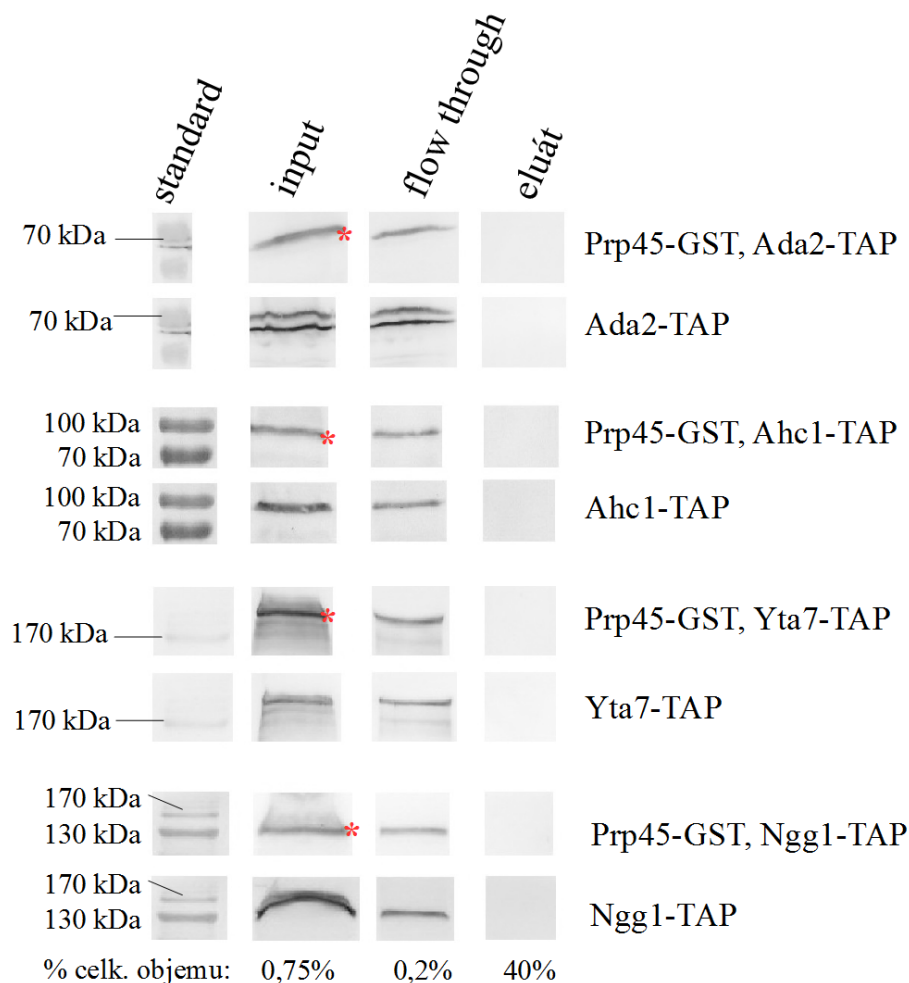 standard input flow through eluát
70 kDa Prp45-GST, Ada2-TAP
70 kDa Ada2-TAP
100 kDa
70 kDa
Prp45-GST, Ahc1-TAP
100 kDa
70 kDa
Ahc1-TAP
170 kDa
Prp45-GST, Yta7-TAP
170 kDa
Yta7-TAP
170 kDa
130 kDa
Prp45-GST, Ngg1-TAP
170 kDa
130 kDa
Ngg1-TAP
% celk. objemu: 0,75% 0,2% 40%